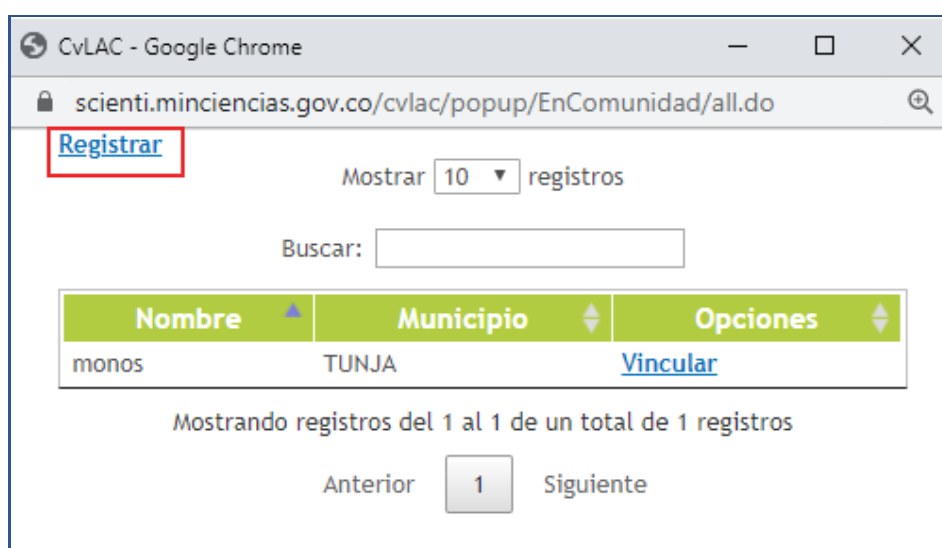 CvLAC - Google Chrome
scienti.minciencias.gov.co/cvlac/popup/EnComunidad/all.do
Registrar
Mostrar 10 registros
Buscar:
Nombre Municipio Opciones
monos TUNJA Vincular
Mostrando registros del 1 al 1 de un total de 1 registros
Anterior 1 Siguiente